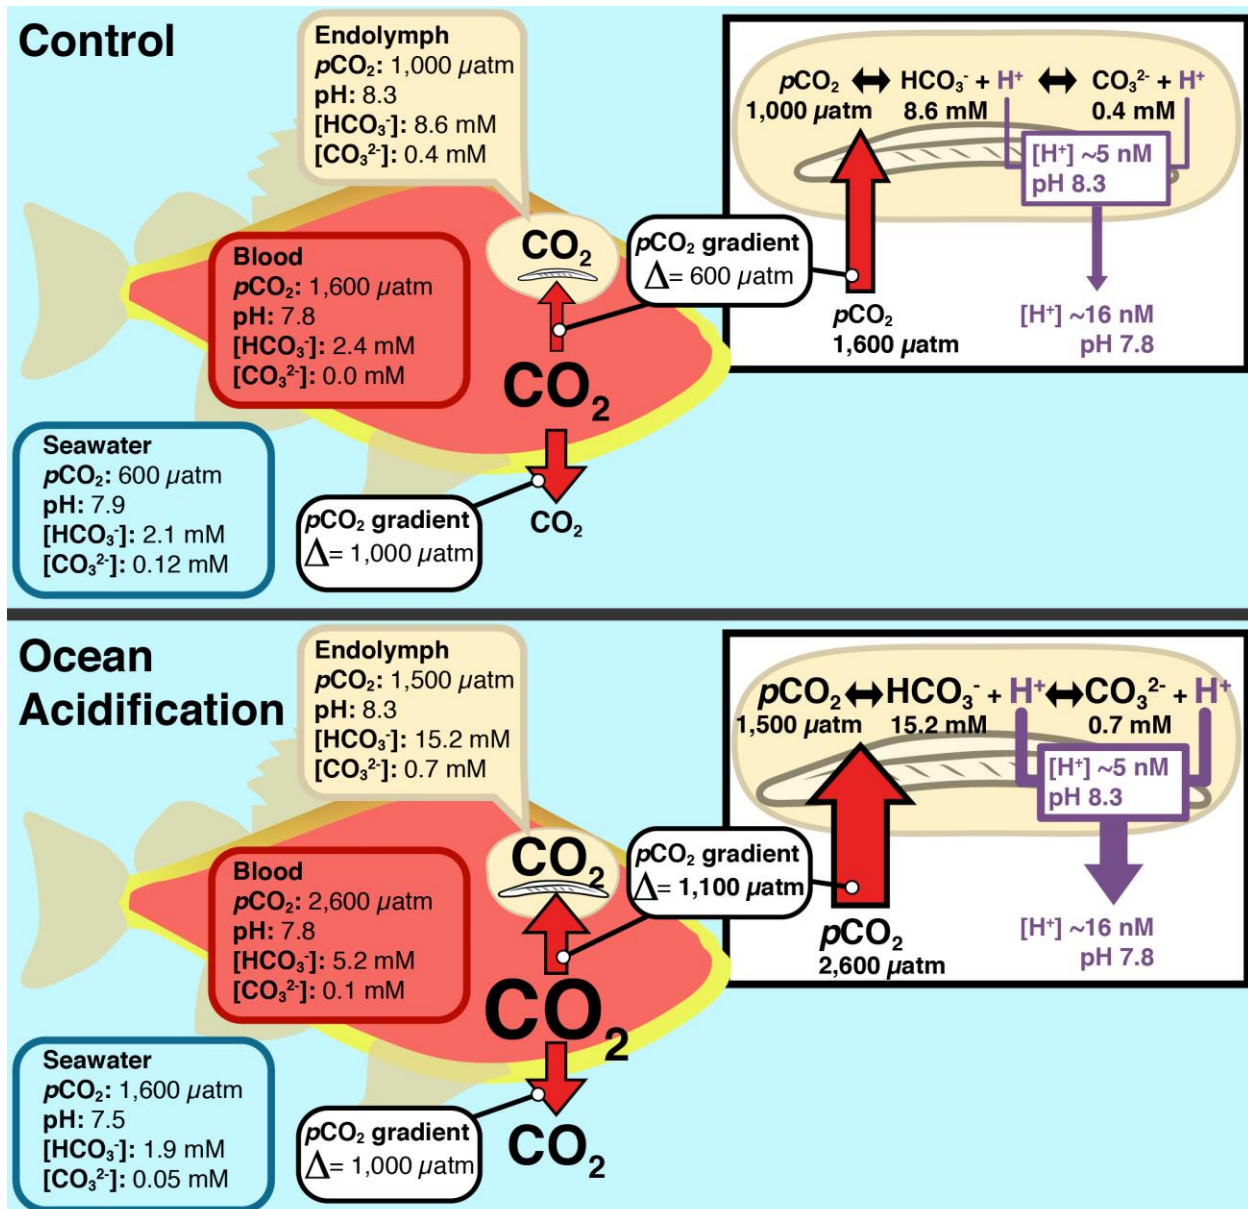 Control
Endolymph
pCO₂: 1,000 µatm
pH: 8.3
[HCO₃⁻]: 8.6 mM
[CO₃²⁻]: 0.4 mM
Blood
pCO₂: 1,600 µatm
pH: 7.8
[HCO₃⁻]: 2.4 mM
[CO₃²⁻]: 0.0 mM
Seawater
pCO₂: 600 µatm
pH: 7.9
[HCO₃⁻]: 2.1 mM
[CO₃²⁻]: 0.12 mM
CO₂
CO₂
CO₂
pCO₂ gradient
Δ= 600 µatm
pCO₂ gradient
Δ= 1,000 µatm
pCO₂ ↔ HCO₃⁻ + H⁺ ↔ CO₃²⁻ + H⁺
1,000 µatm 8.6 mM 0.4 mM
[H⁺] ~5 nM
pH 8.3
pCO₂
1,600 µatm
[H⁺] ~16 nM
pH 7.8
Ocean
Acidification
Endolymph
pCO₂: 1,500 µatm
pH: 8.3
[HCO₃⁻]: 15.2 mM
[CO₃²⁻]: 0.7 mM
Blood
pCO₂: 2,600 µatm
pH: 7.8
[HCO₃⁻]: 5.2 mM
[CO₃²⁻]: 0.1 mM
Seawater
pCO₂: 1,600 µatm
pH: 7.5
[HCO₃⁻]: 1.9 mM
[CO₃²⁻]: 0.05 mM
CO₂
CO₂
CO₂
pCO₂ gradient
Δ= 1,100 µatm
pCO₂ gradient
Δ= 1,000 µatm
pCO₂ ↔ HCO₃⁻ + H⁺ ↔ CO₃²⁻ + H⁺
1,500 µatm 15.2 mM 0.7 mM
[H⁺] ~5 nM
pH 8.3
pCO₂
2,600 µatm
[H⁺] ~16 nM
pH 7.8